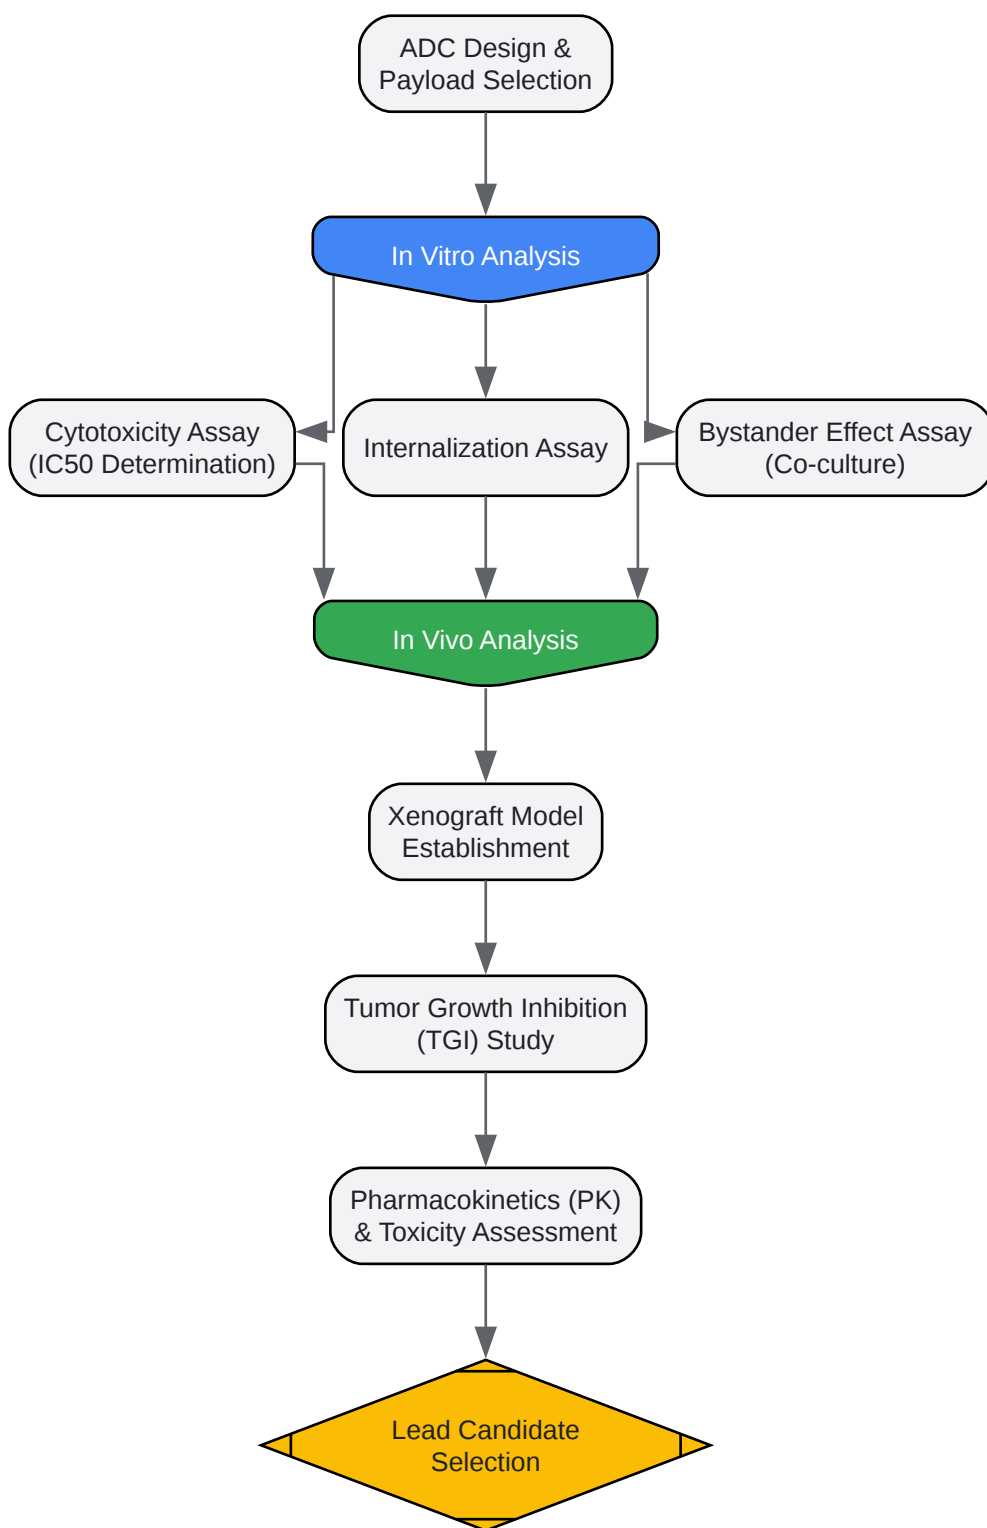 ADC Design &
Payload Selection
In Vitro Analysis
Cytotoxicity Assay
(IC50 Determination)
Internalization Assay
Bystander Effect Assay
(Co-culture)
In Vivo Analysis
Xenograft Model
Establishment
Tumor Growth Inhibition
(TGI) Study
Pharmacokinetics (PK)
& Toxicity Assessment
Lead Candidate
Selection